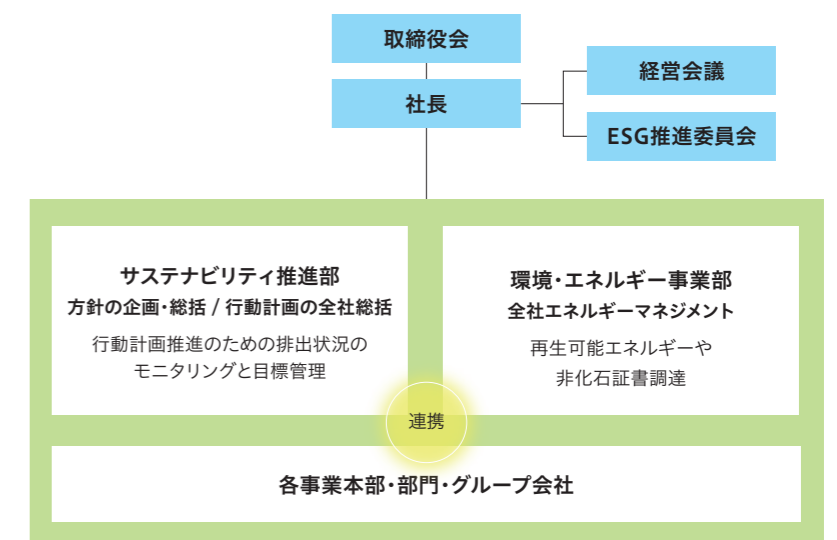 取締役会
社長
経営会議
ESG推進委員会
サステナビリティ推進部
方針の企画・総括 / 行動計画の全社総括
行動計画推進のための排出状況の
モニタリングと目標管理
環境・エネルギー事業部
全社エネルギーマネジメント
再生可能エネルギーや
非化石証書調達
連携
各事業本部・部門・グループ会社